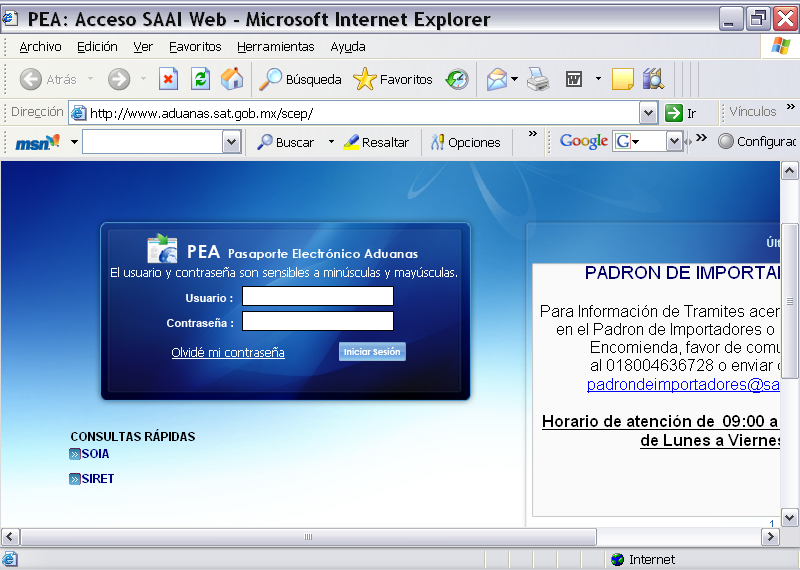 PEA: Acceso SAAI Web - Microsoft Internet Explorer
Archivo Edición Ver Favoritos Herramientas Ayuda
Atrás Búsqueda Favoritos
Dirección http://www.aduanas.sat.gob.mx/scep/ Ir Vínculos »
msn Buscar Resaltar Opciones » Google G » Configurac
PEA Pasaporte Electrónico Aduanas
El usuario y contraseña son sensibles a minúsculas y mayúsculas.
Usuario :
Contraseña :
Olvidé mi contraseña Iniciar Sesión
CONSULTAS RÁPIDAS
SOIA
SIRET
Últ
PADRON DE IMPORTA
Para Información de Tramites acer
en el Padron de Importadores o
Encomienda, favor de comu
al 018004636728 o enviar
padrondeimportadores@sa
Horario de atención de 09:00 a
de Lunes a Viernes
1
Internet